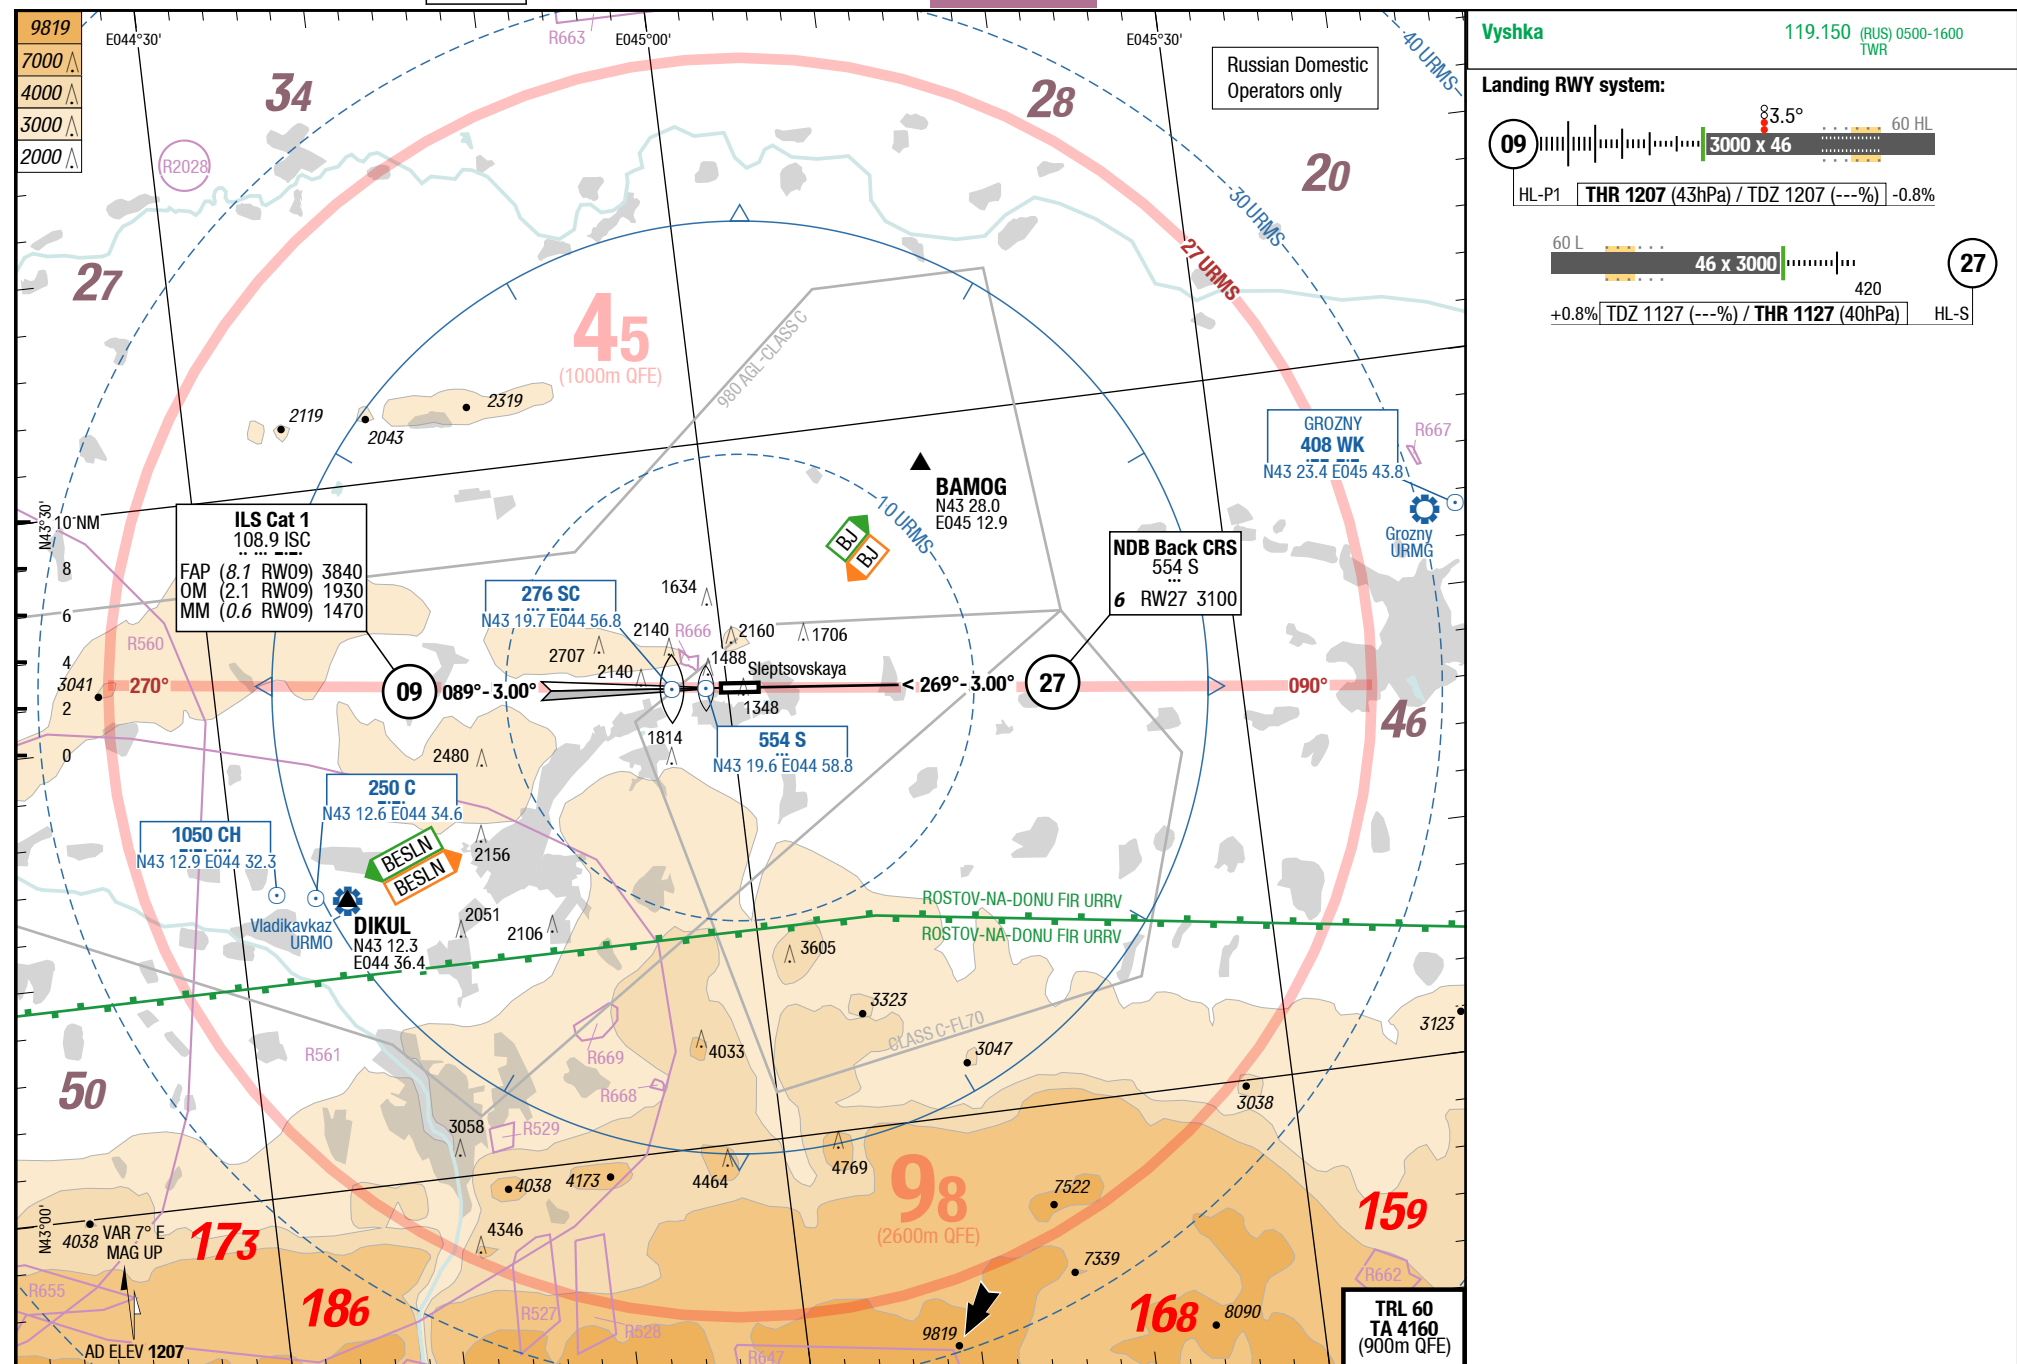 9819
7000
4000
3000
2000
E044°30'
R663
E045°00'
E045°30'
40 URMS
Russian Domestic
Operators only
34
28
20
R2028
30 URMS
27 URMS
27
45
(1000m QFE)
980 AGL-CLASS C
2319
2119
2043
GROZNY
408 WK
N43 23.4 E045 43.8
R667
Grozny
URMG
BAMOG
N43 28.0
E045 12.9
10 URMS
BJ
BJ
N43°30'
10 NM
8
6
4
2
0
ILS Cat 1
108.9 ISC
FAP (8.1 RW09) 3840
OM (2.1 RW09) 1930
MM (0.6 RW09) 1470
NDB Back CRS
554 S
6 RW27 3100
276 SC
N43 19.7 E044 56.8
1634
R560
2140
R666
2160
1706
2707
2140
1488
Sleptsovskaya
3041
270°
09
089°-3.00°
< 269°-3.00°
27
090°
46
1348
1814
554 S
N43 19.6 E044 58.8
2480
250 C
N43 12.6 E044 34.6
1050 CH
N43 12.9 E044 32.3
BESLN
BESLN
2156
Vladikavkaz
URMO
DIKUL
N43 12.3
E044 36.4
2051
2106
ROSTOV-NA-DONU FIR URRV
ROSTOV-NA-DONU FIR URRV
3605
3323
3123
CLASS C-FL70
3047
R561
R669
4033
50
R668
3038
3058
R529
4769
4464
4038
4173
98
(2600m QFE)
7522
159
N43°00'
4038
VAR 7° E
MAG UP
173
4346
7339
R662
R655
186
R527
R528
168
8090
9819
R647
AD ELEV 1207
TRL 60
TA 4160
(900m QFE)
Vyshka
119.150 (RUS) 0500-1600
TWR
Landing RWY system:
3.5°
60 HL
09
3000 x 46
HL-P1
THR 1207 (43hPa) / TDZ 1207 (---%)
-0.8%
60 L
46 x 3000
27
420
+0.8%
TDZ 1127 (---%) / THR 1127 (40hPa)
HL-S